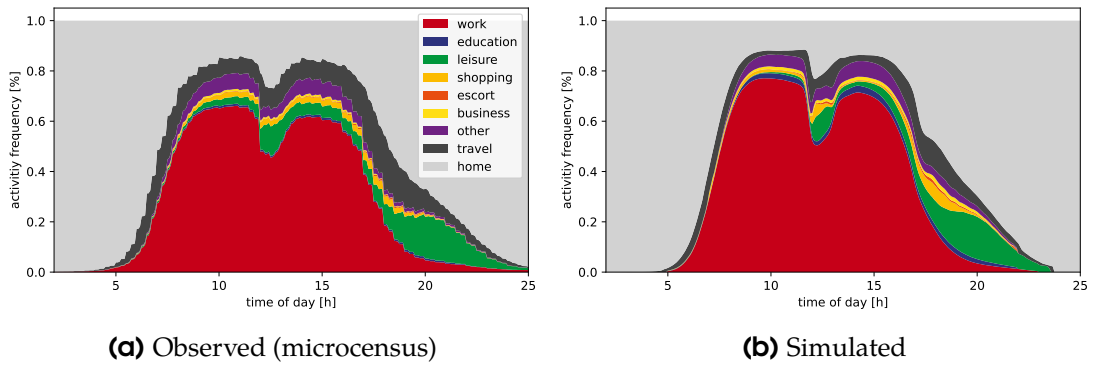 activitiy frequency [%]
1.0
0.8
0.6
0.4
0.2
0.0
5
10
15
20
25
time of day [h]
work
education
leisure
shopping
escort
business
other
travel
home
(a) Observed (microcensus)
activitiy frequency [%]
1.0
0.8
0.6
0.4
0.2
0.0
5
10
15
20
25
time of day [h]
(b) Simulated